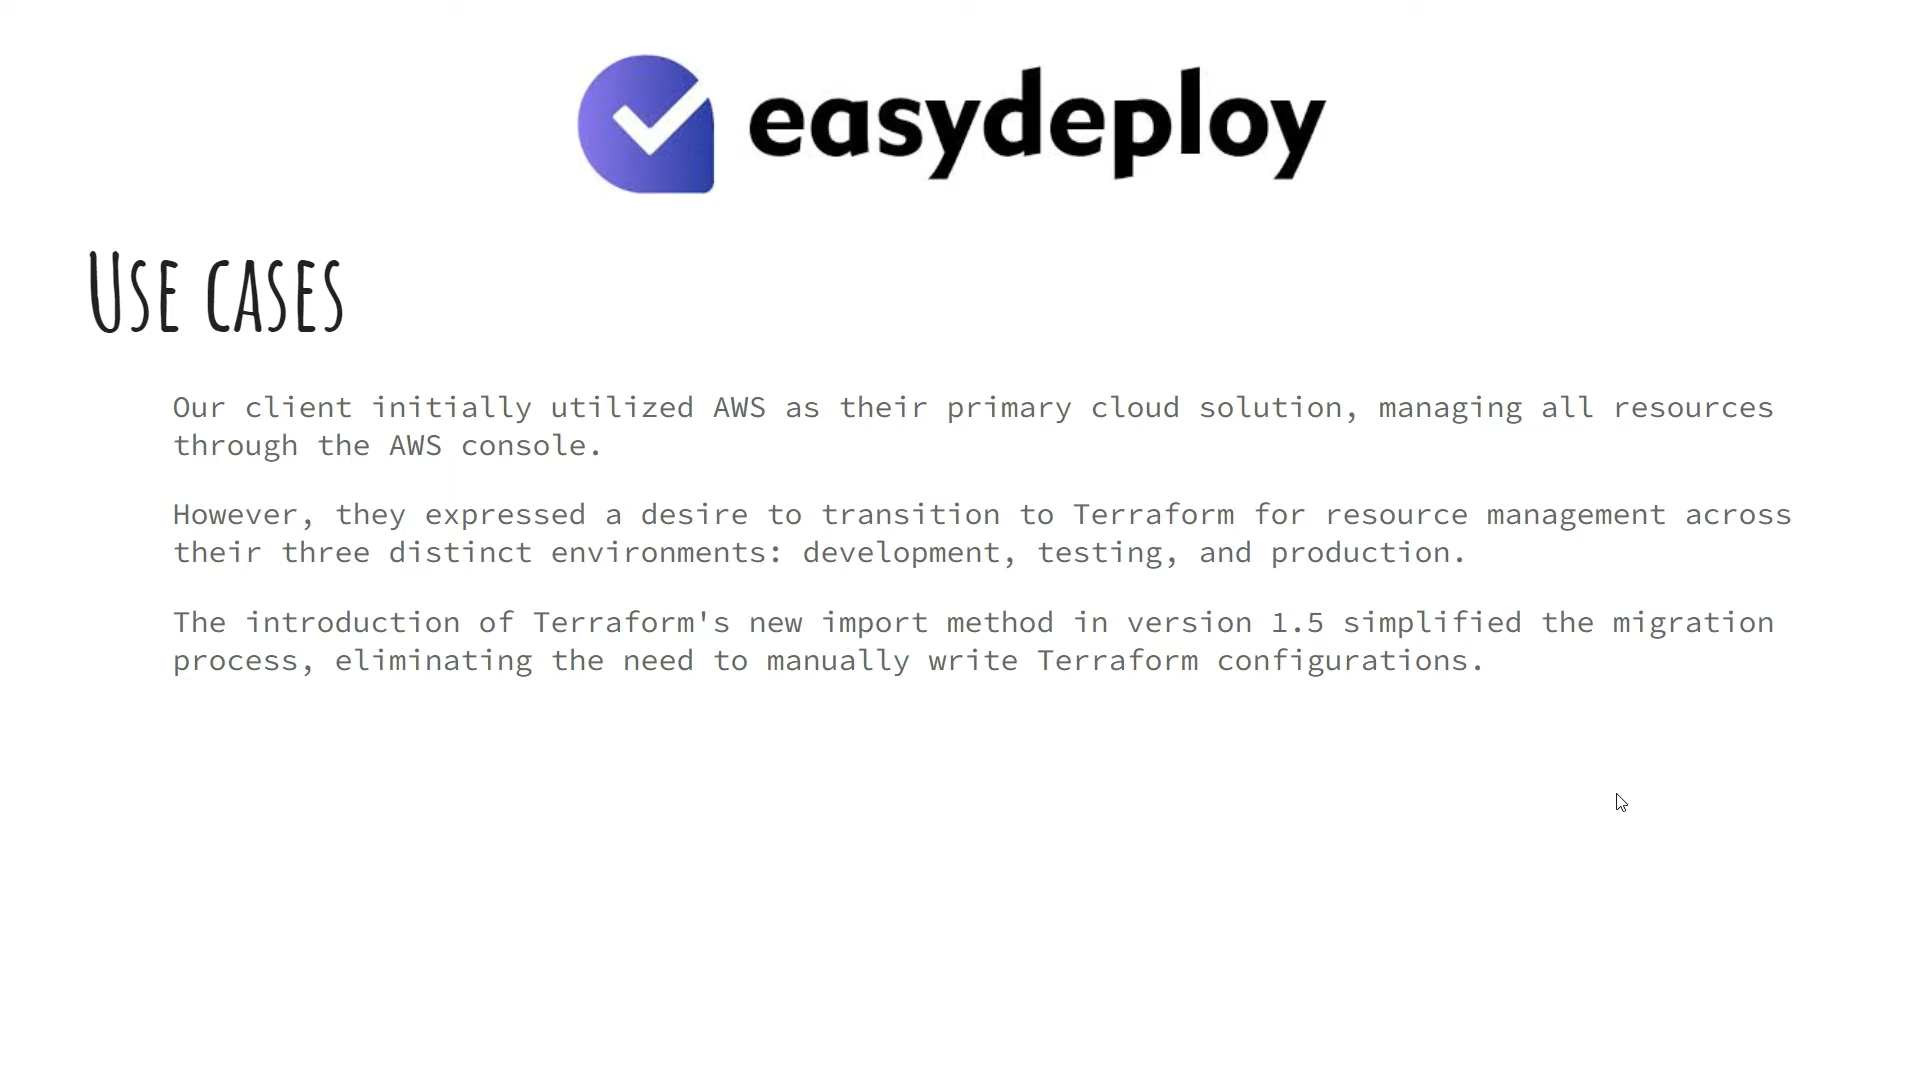 easydeploy
Use cases
Our client initially utilized AWS as their primary cloud solution, managing all resources
through the AWS console.
However, they expressed a desire to transition to Terraform for resource management across
their three distinct environments: development, testing, and production.
The introduction of Terraform's new import method in version 1.5 simplified the migration
process, eliminating the need to manually write Terraform configurations.